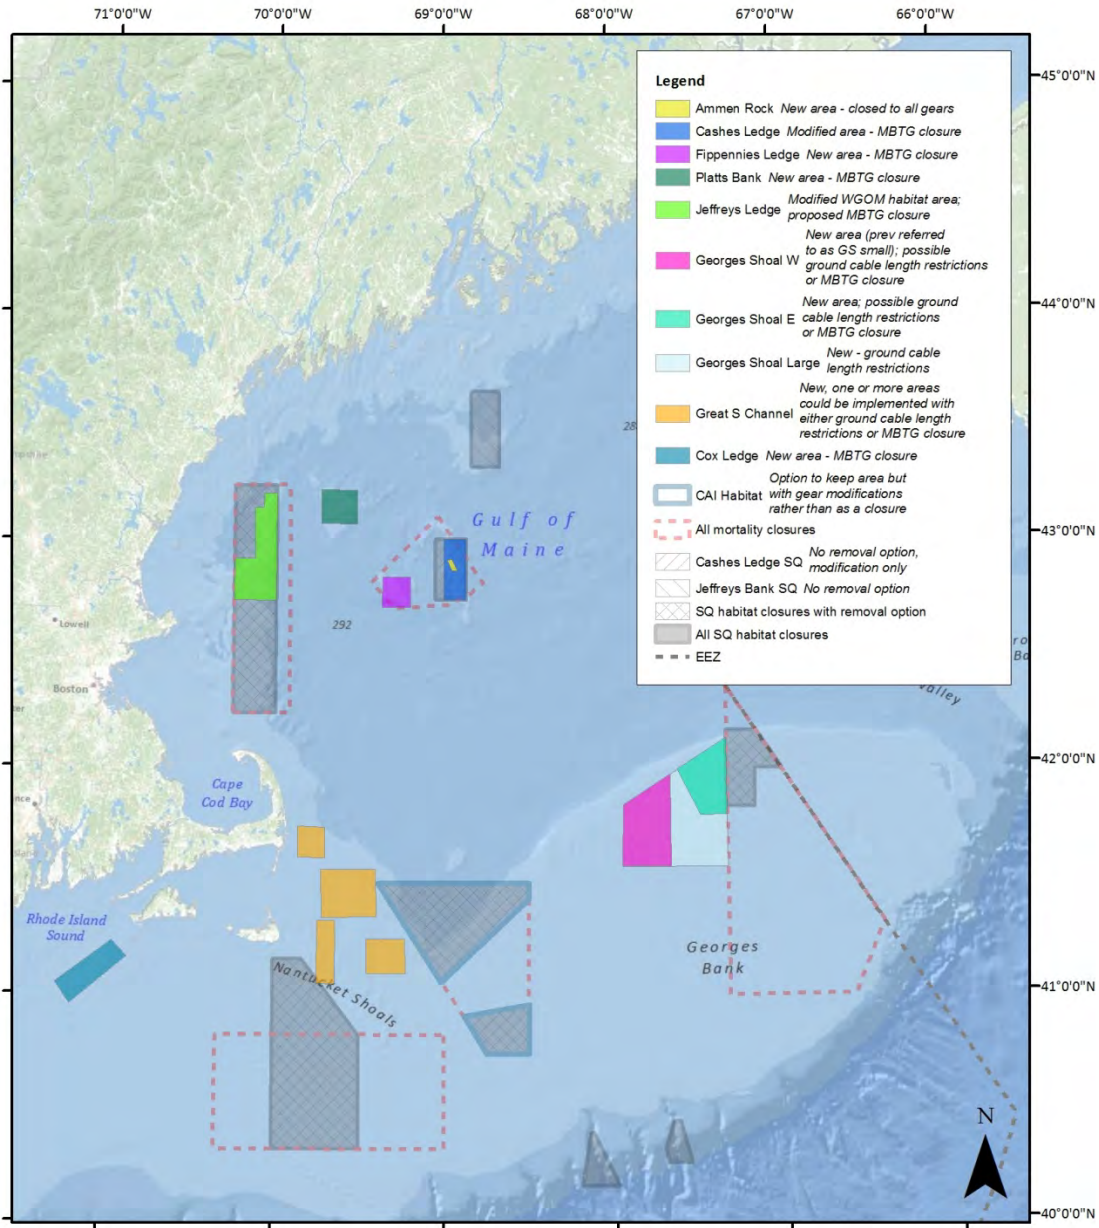 71°0'0"W
70°0'0"W
69°0'0"W
68°0'0"W
67°0'0"W
66°0'0"W
45°0'0"N
44°0'0"N
43°0'0"N
42°0'0"N
41°0'0"N
40°0'0"N
Legend
Ammen Rock New area - closed to all gears
Cashes Ledge Modified area - MBTG closure
Fippennies Ledge New area - MBTG closure
Platts Bank New area - MBTG closure
Jeffreys Ledge Modified WGOM habitat area;
proposed MBTG closure
New area (prev referred
to as GS small); possible
Georges Shoal W ground cable length restrictions
or MBTG closure
New area; possible ground
Georges Shoal E cable length restrictions
or MBTG closure
Georges Shoal Large New - ground cable
length restrictions
New, one or more areas
could be implemented with
Great S Channel either ground cable length
restrictions or MBTG closure
Cox Ledge New area - MBTG closure
Option to keep area but
CAI Habitat with gear modifications
rather than as a closure
All mortality closures
Cashes Ledge SQ No removal option,
modification only
Jeffreys Bank SQ No removal option
SQ habitat closures with removal option
All SQ habitat closures
EEZ
28
mpshire
Gulf of
Maine
292
Lowell
Boston
ter
nce
ro
Ba
valley
Cape
Cod Bay
Rhode Island
Sound
Nantucket Shoals
Georges
Bank
N